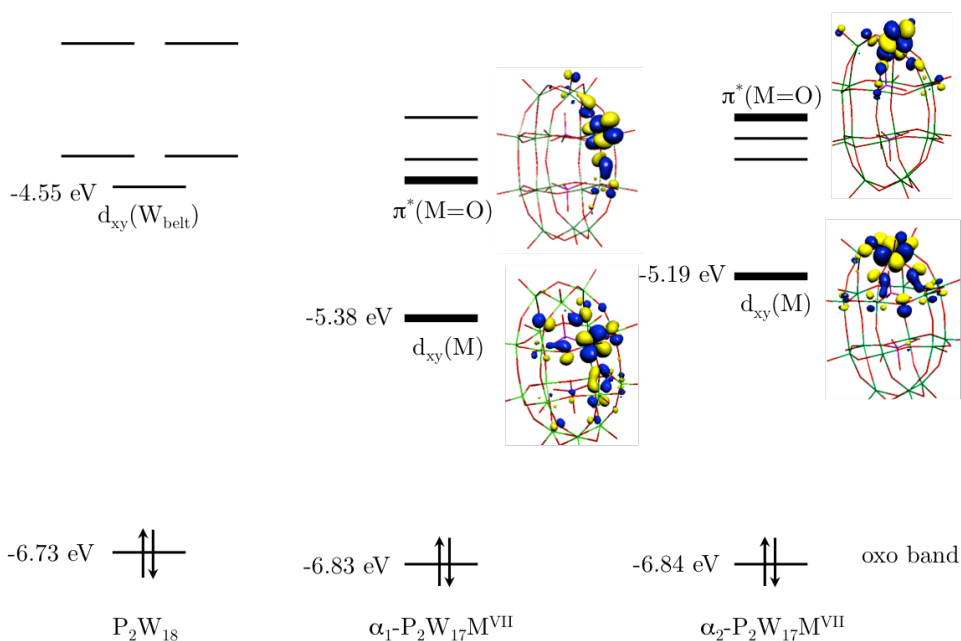 π*(M=O)
-4.55 eV
dxy(Wbelt)
π*(M=O)
-5.19 eV
dxy(M)
-5.38 eV
dxy(M)
-6.73 eV
-6.83 eV
-6.84 eV
oxo band
P₂W₁₈
α₁-P₂W₁₇Mⱽᴵᴵ
α₂-P₂W₁₇Mⱽᴵᴵ